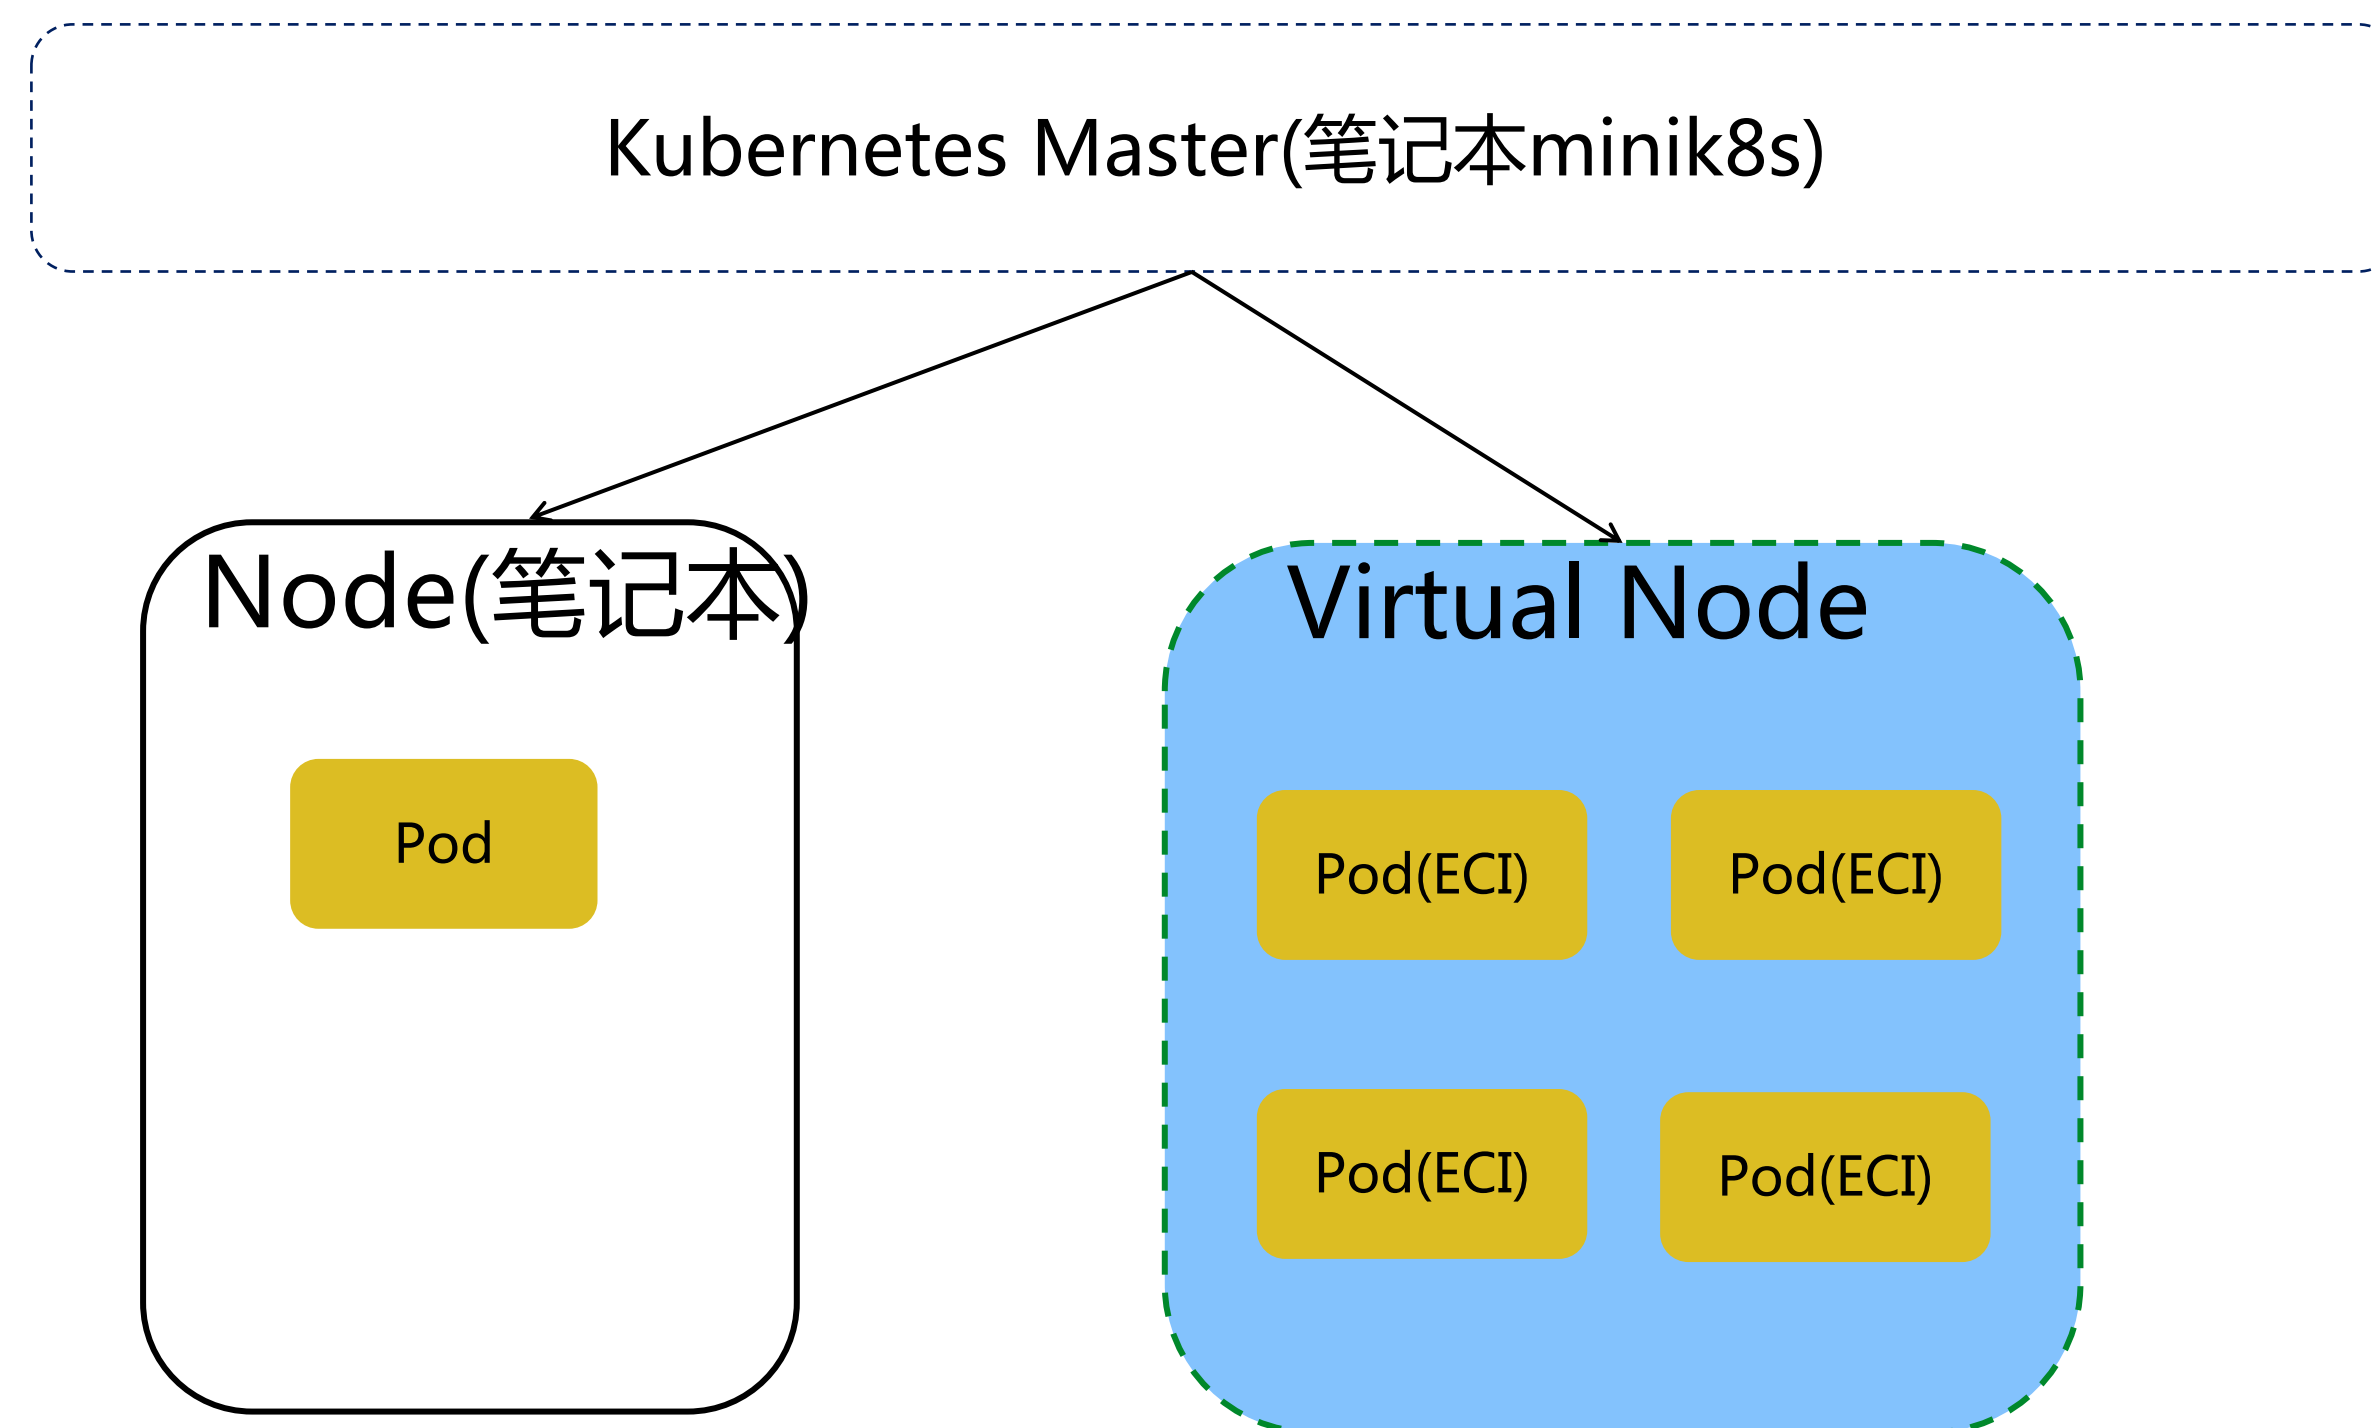 Kubernetes Master(笔记本minik8s)
Node(笔记本)
Pod
Virtual Node
Pod(ECI)
Pod(ECI)
Pod(ECI)
Pod(ECI)